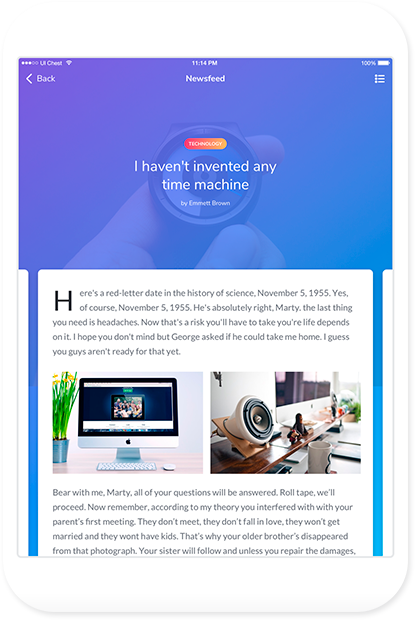 UI Chest 11:14 PM 100%
Back Newsfeed
TECHNOLOGY
I haven't invented any
time machine
by Emmett Brown
Here's a red-letter date in the history of science, November 5, 1955. Yes,
of course, November 5, 1955. He's absolutely right, Marty. the last thing
you need is headaches. Now that's a risk you'll have to take you're life depends
on it. I hope you don't mind but George asked if he could take me home. I guess
you guys aren't ready for that yet.
Bear with me, Marty, all of your questions will be answered. Roll tape, we'll
proceed. Now remember, according to my theory you interfered with with your
parent's first meeting. They don't meet, they don't fall in love, they won't get
married and they wont have kids. That's why your older brother's disappeared
from that photograph. Your sister will follow and unless you repair the damages,